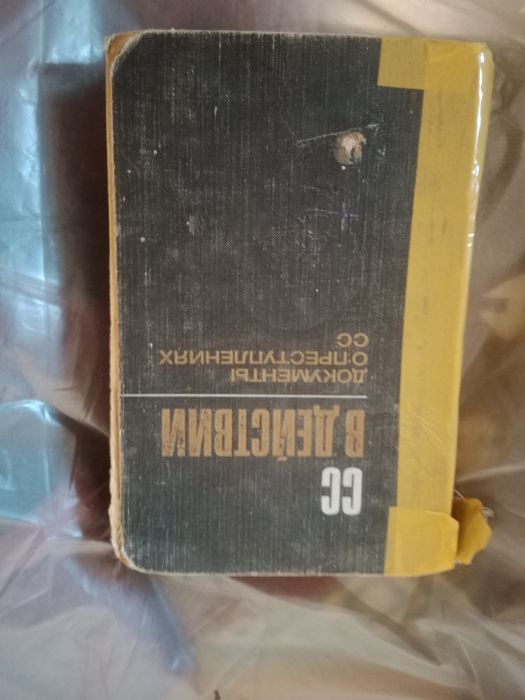 СС
В ДЕЙСТВИИ
ДОКУМЕНТЫ
О·ПРЕСТУПЛЕНИЯХ
СС